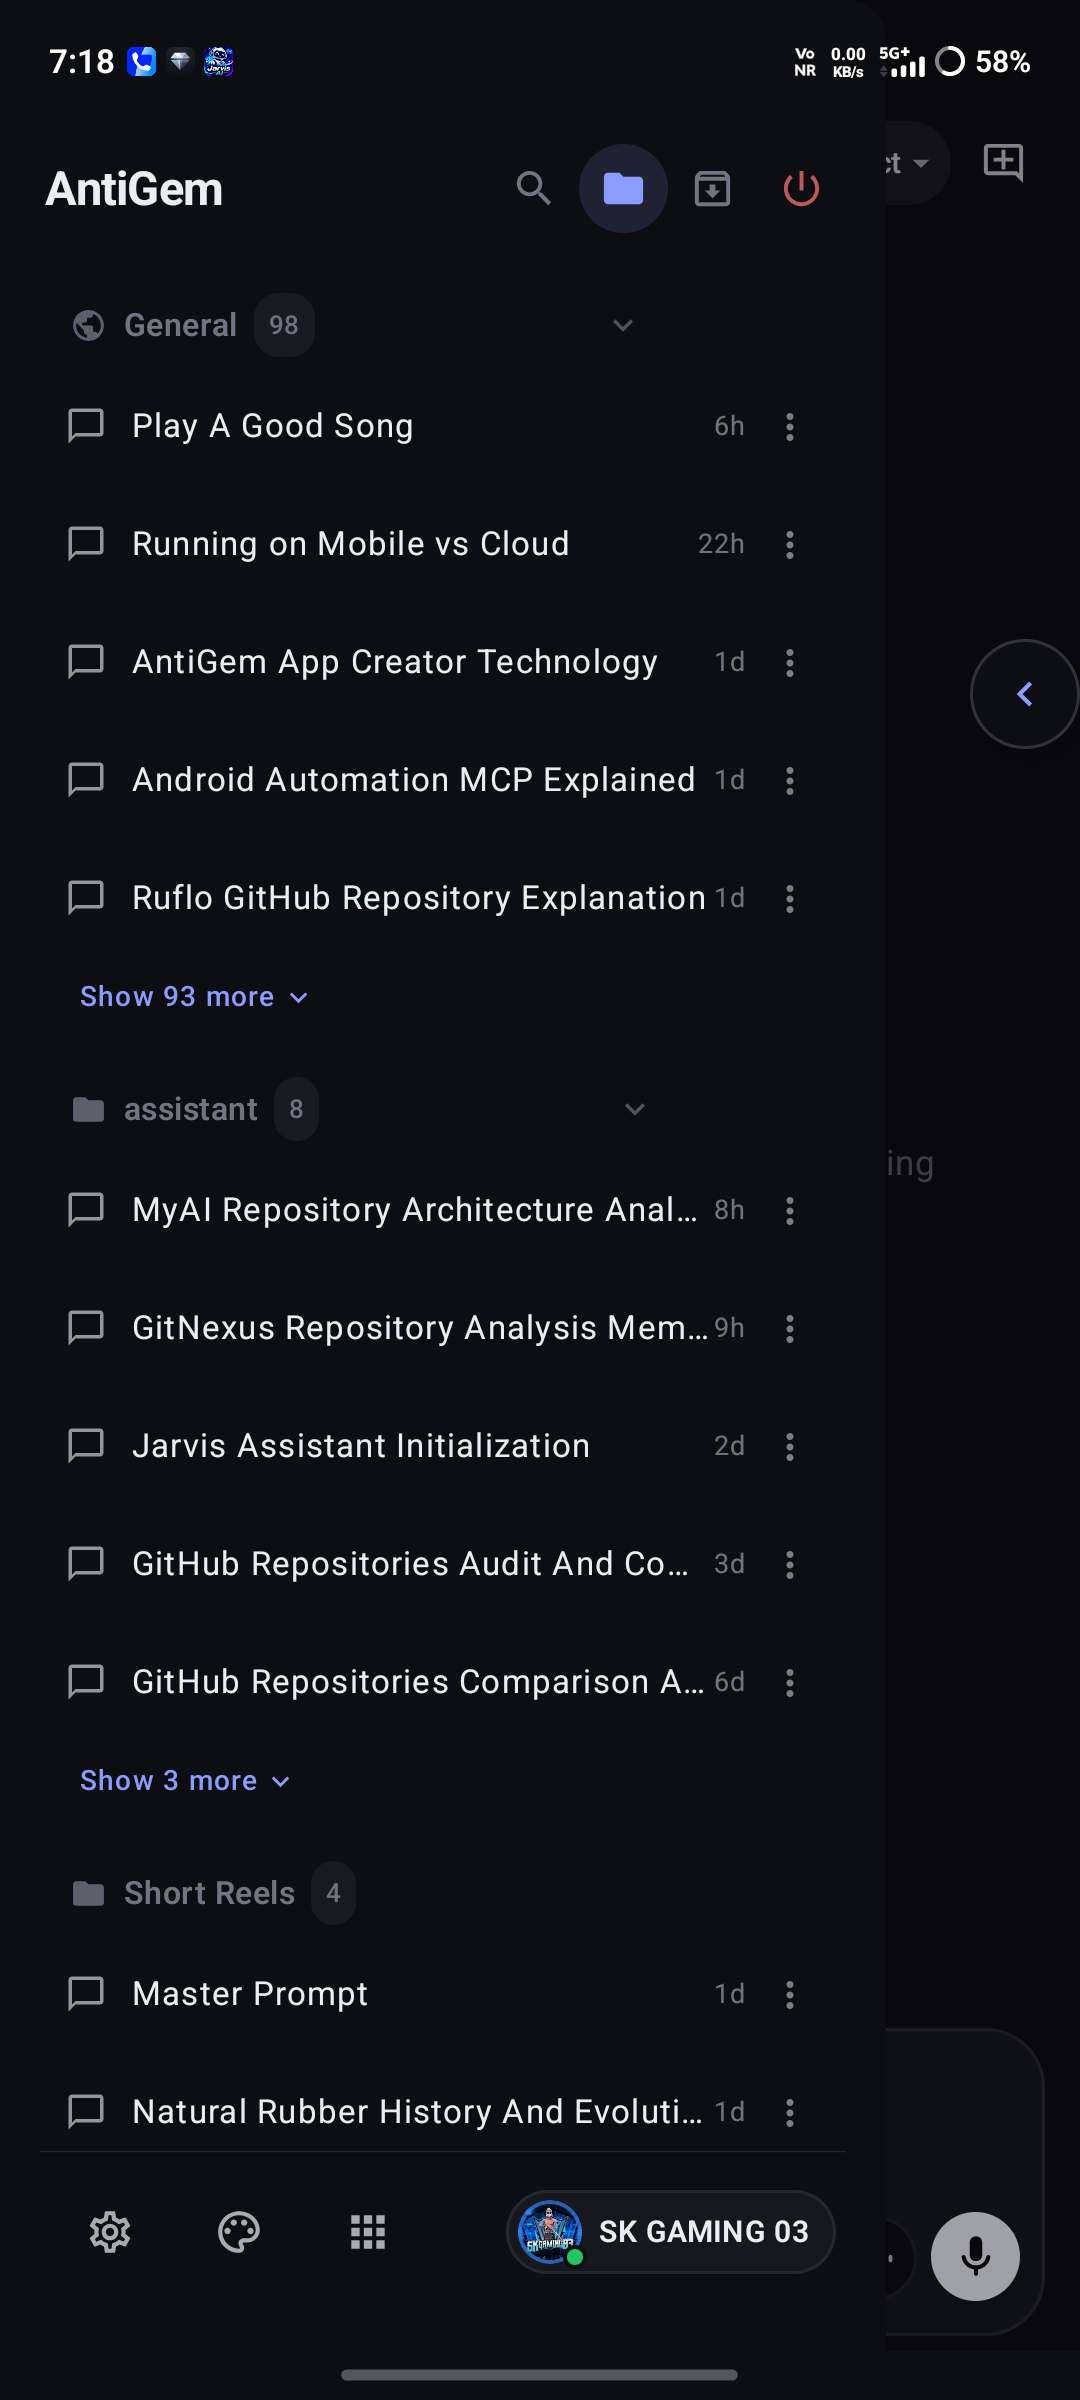 7:18
Vo NR
0.00 KB/s
5G+
58%
AntiGem
ct
General 98
Play A Good Song 6h
Running on Mobile vs Cloud 22h
AntiGem App Creator Technology 1d
Android Automation MCP Explained 1d
Ruflo GitHub Repository Explanation 1d
Show 93 more
assistant 8
ing
MyAI Repository Architecture Anal... 8h
GitNexus Repository Analysis Mem... 9h
Jarvis Assistant Initialization 2d
GitHub Repositories Audit And Co... 3d
GitHub Repositories Comparison A... 6d
Show 3 more
Short Reels 4
Master Prompt 1d
Natural Rubber History And Evoluti... 1d
SK GAMING 03